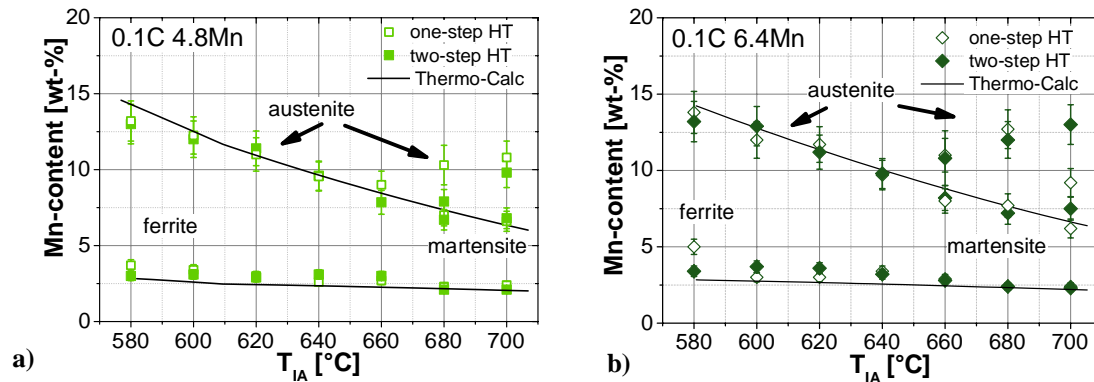 20
15
10
5
0
Mn-content [wt-%]
0.1C 4.8Mn
one-step HT
two-step HT
Thermo-Calc
austenite
ferrite
martensite
580 600 620 640 660 680 700
T_IA [°C]
a)
20
15
10
5
0
Mn-content [wt-%]
0.1C 6.4Mn
one-step HT
two-step HT
Thermo-Calc
austenite
ferrite
martensite
580 600 620 640 660 680 700
T_IA [°C]
b)